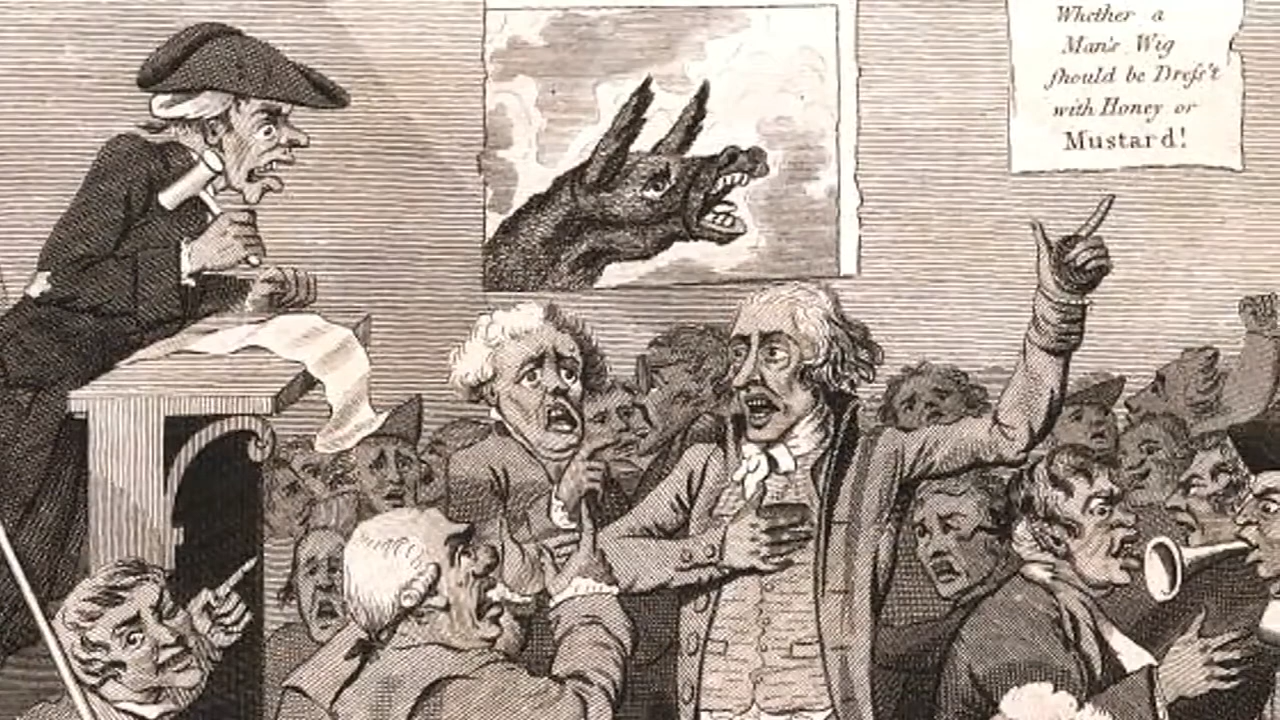 Whether a
Man's Wig
ſhould be Dreſs't
with Honey or
Mustard!